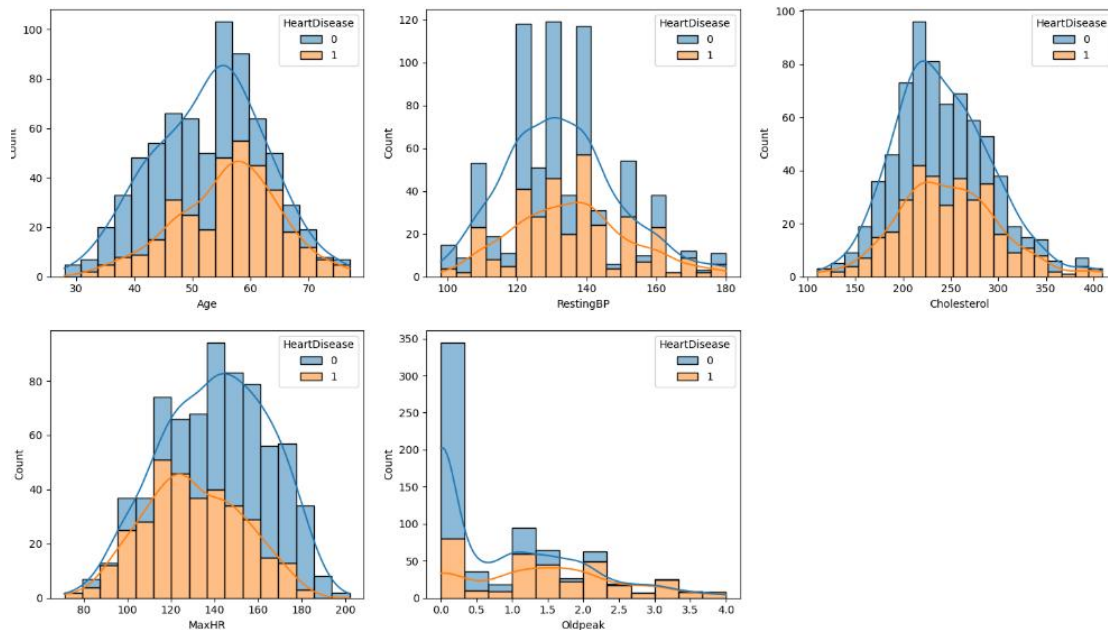 HeartDisease
0
1
100
80
60
40
20
0
Count
30 40 50 60 70
Age
HeartDisease
0
1
120
100
80
60
40
20
0
Count
100 120 140 160 180
RestingBP
HeartDisease
0
1
100
80
60
40
20
0
Count
100 150 200 250 300 350 400
Cholesterol
HeartDisease
0
1
80
60
40
20
0
Count
80 100 120 140 160 180 200
MaxHR
HeartDisease
0
1
350
300
250
200
150
100
50
0
Count
0.0 0.5 1.0 1.5 2.0 2.5 3.0 3.5 4.0
Oldpeak